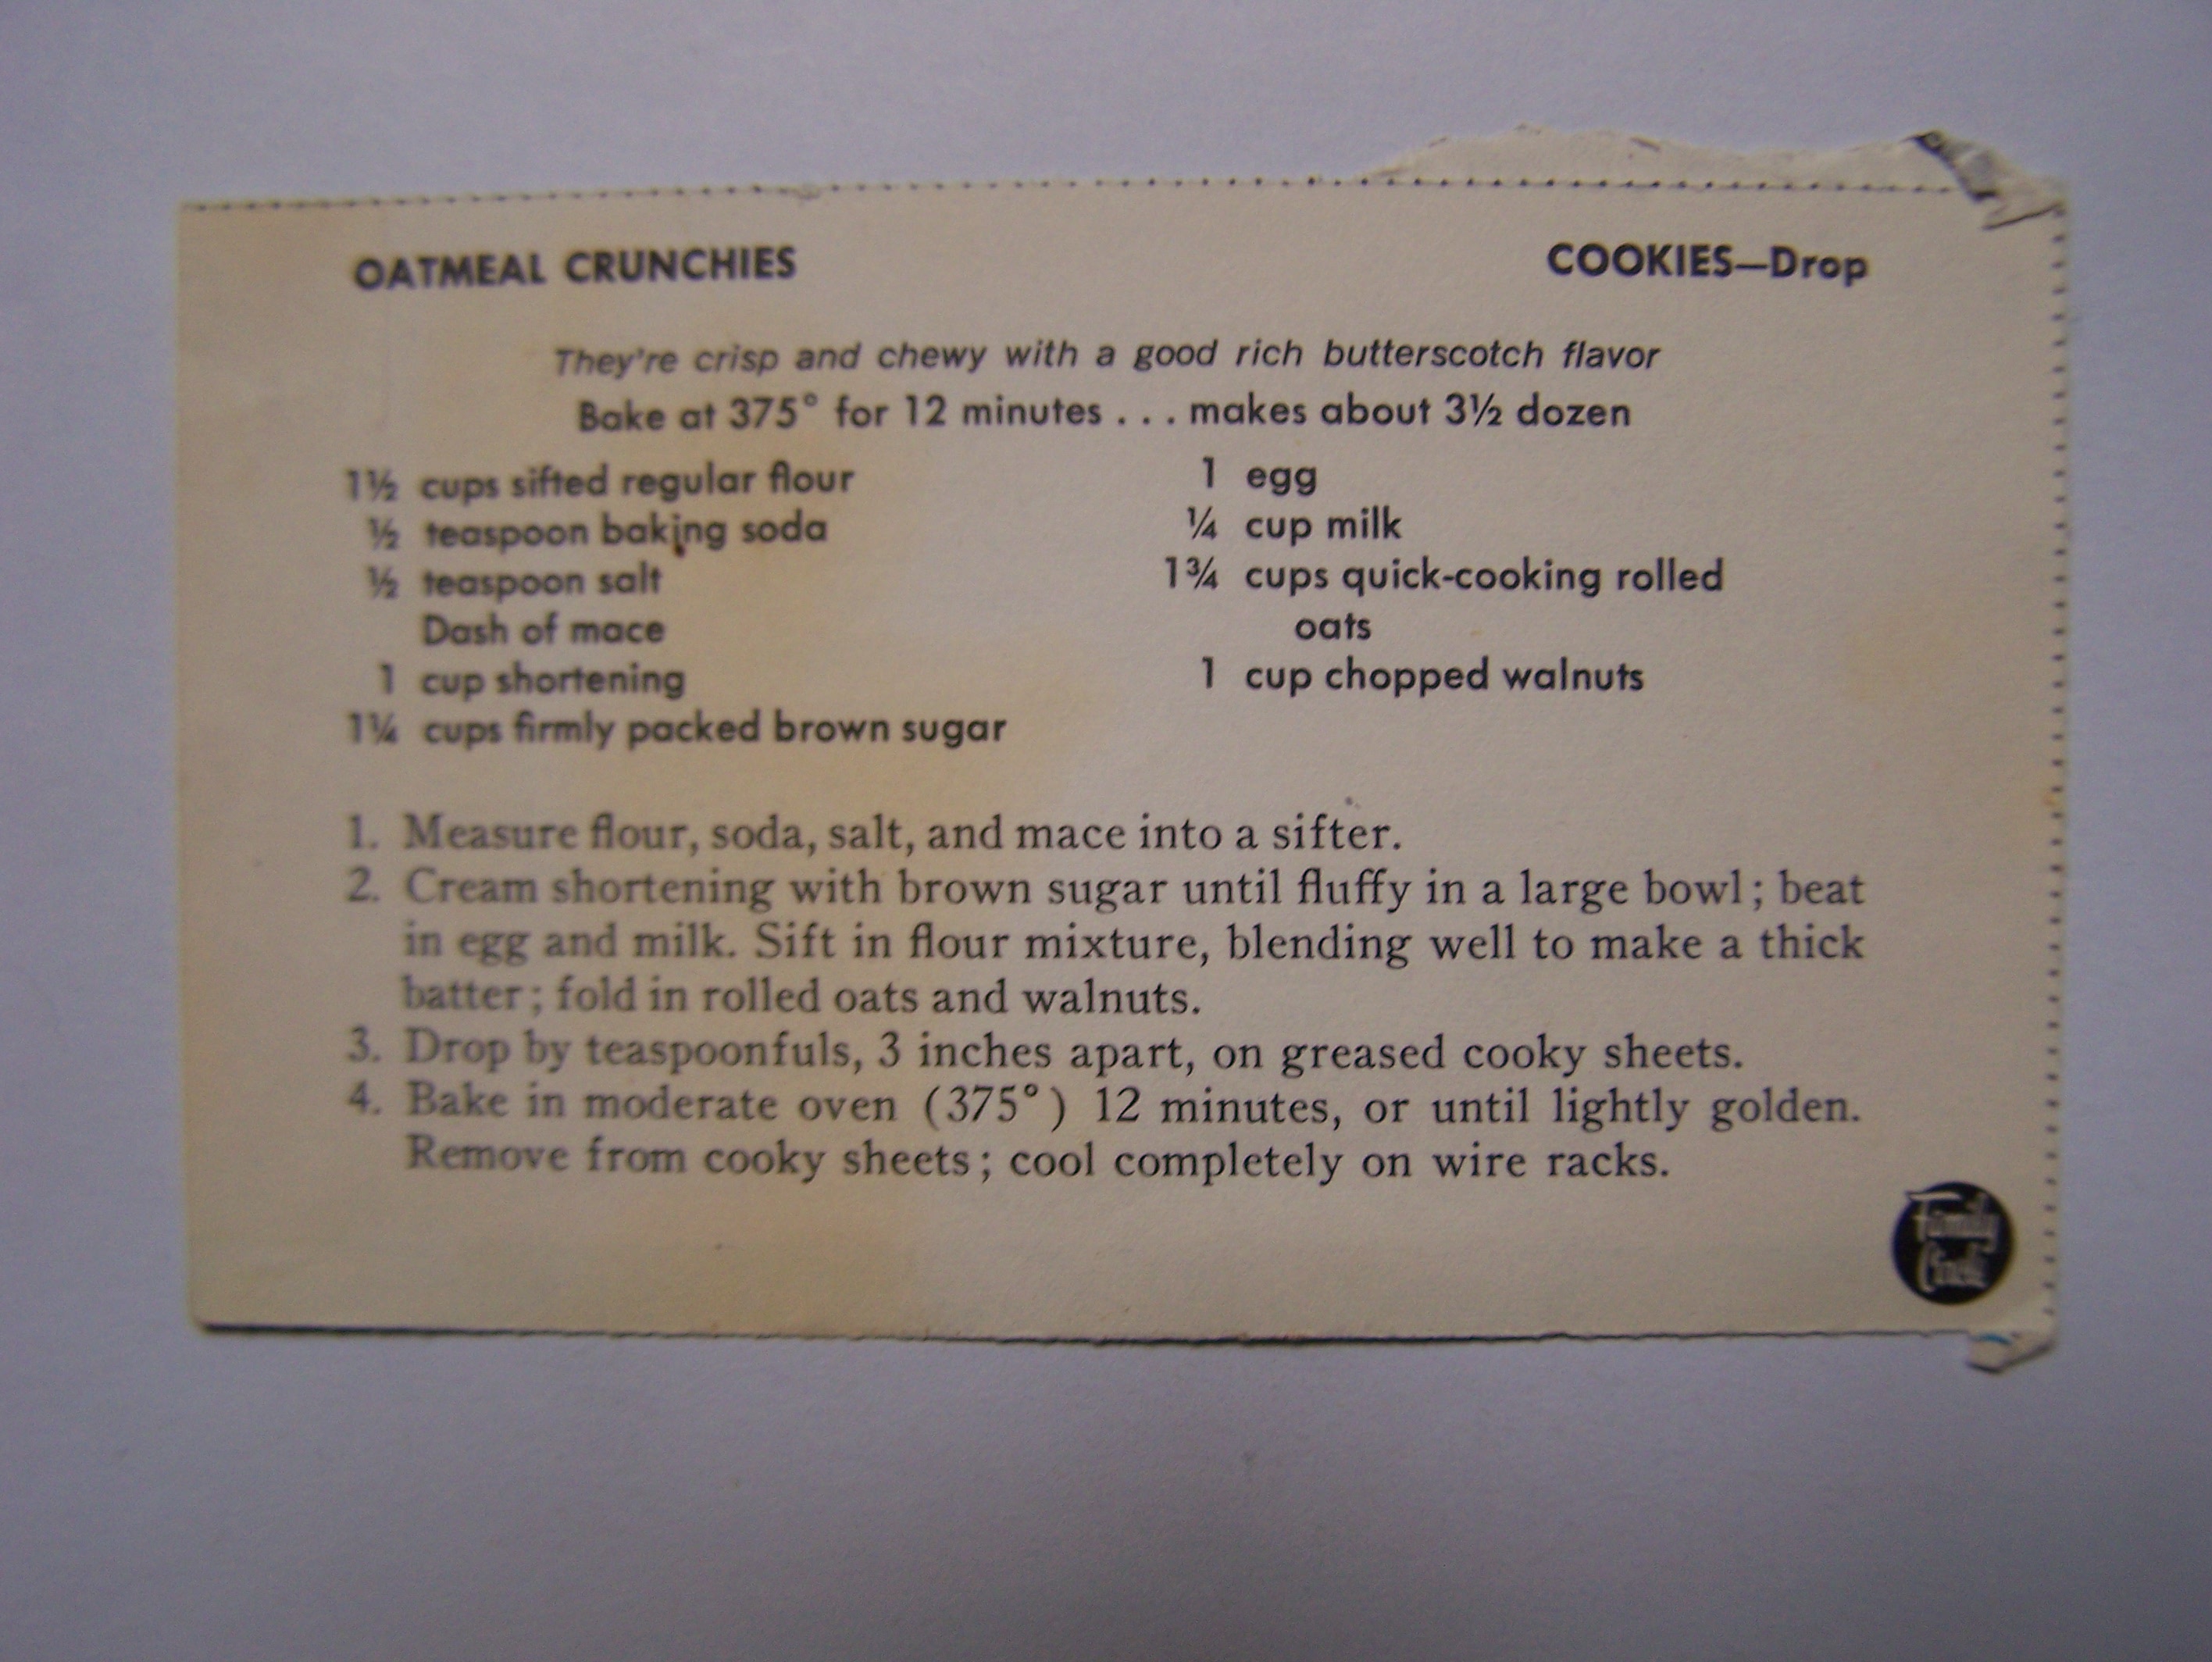 OATMEAL CRUNCHIES COOKIES—Drop
They're crisp and chewy with a good rich butterscotch flavor
Bake at 375° for 12 minutes . . . makes about 3½ dozen
1½ cups sifted regular flour
½ teaspoon baking soda
½ teaspoon salt
Dash of mace
1 cup shortening
1¼ cups firmly packed brown sugar
1 egg
¼ cup milk
1¾ cups quick-cooking rolled
oats
1 cup chopped walnuts
1. Measure flour, soda, salt, and mace into a sifter.
2. Cream shortening with brown sugar until fluffy in a large bowl; beat
in egg and milk. Sift in flour mixture, blending well to make a thick
batter; fold in rolled oats and walnuts.
3. Drop by teaspoonfuls, 3 inches apart, on greased cooky sheets.
4. Bake in moderate oven (375°) 12 minutes, or until lightly golden.
Remove from cooky sheets; cool completely on wire racks.
Family
Circle